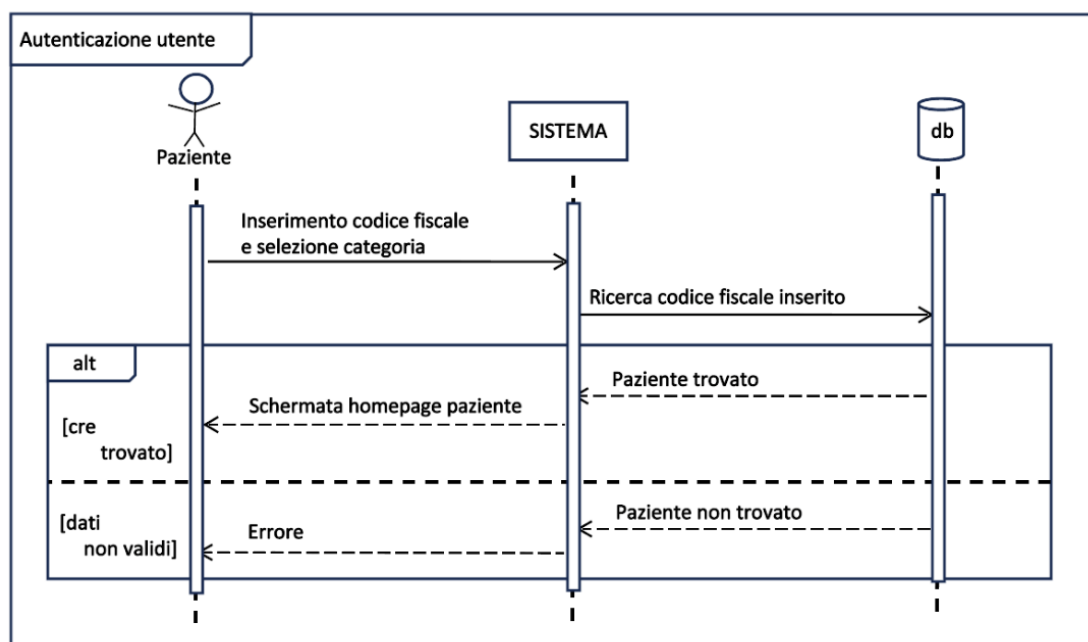 Autenticazione utente
Paziente
SISTEMA
db
Inserimento codice fiscale
e selezione categoria
Ricerca codice fiscale inserito
alt
Paziente trovato
Schermata homepage paziente
[cre
trovato]
Paziente non trovato
[dati
non validi]
Errore